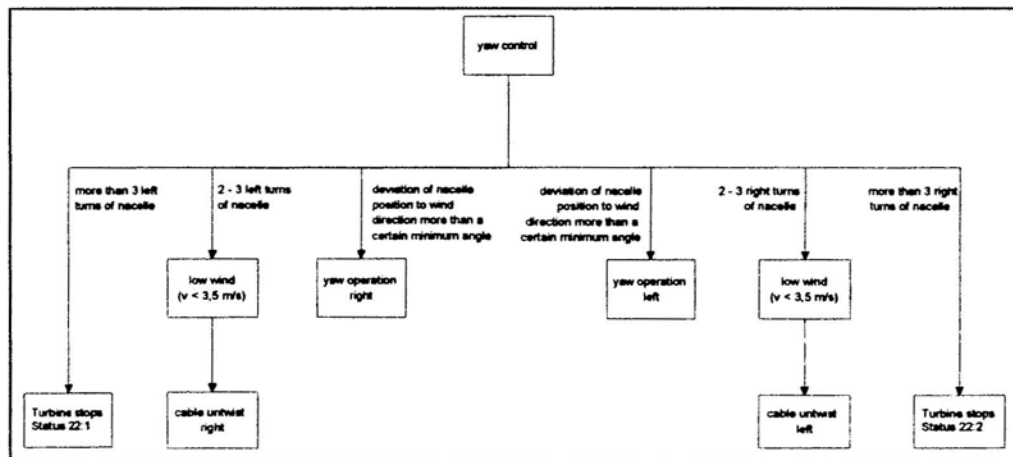 yaw control
more than 3 left
turns of nacelle
2 - 3 left turns
of nacelle
deviation of nacelle
position to wind
direction more than a
certain minimum angle
deviation of nacelle
position to wind
direction more than a
certain minimum angle
2 - 3 right turns
of nacelle
more than 3 right
turns of nacelle
low wind
(v < 3,5 m/s)
yaw operation
right
yaw operation
left
low wind
(v < 3,5 m/s)
Turbine stops
Status 22:1
cable untwist
right
cable untwist
left
Turbine stops
Status 22:2